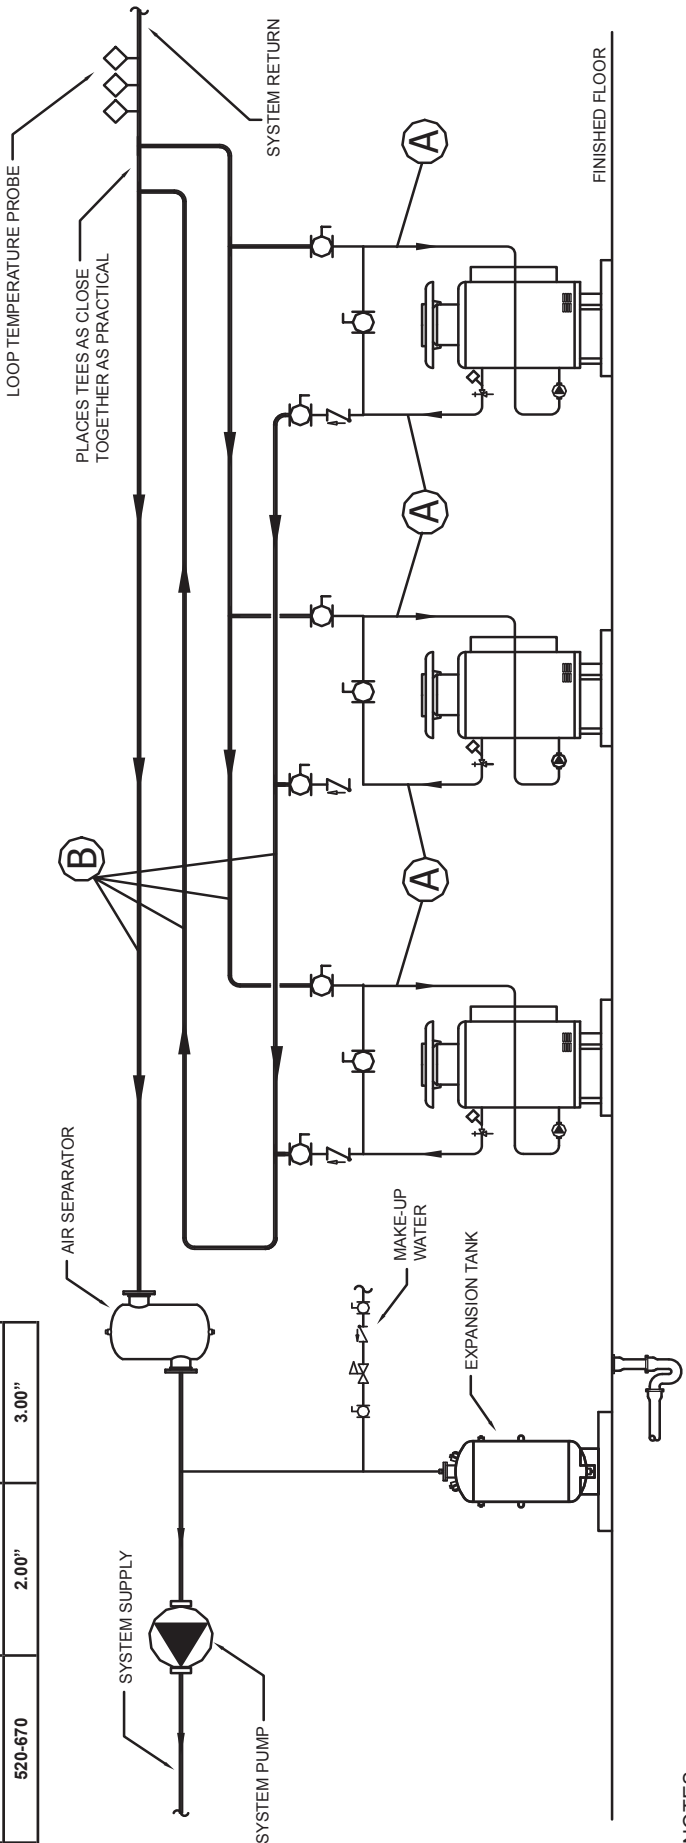 520-670
2.00”
3.00”
SYSTEM SUPPLY
SYSTEM PUMP
AIR SEPARATOR
MAKE-UP
WATER
EXPANSION TANK
B
LOOP TEMPERATURE PROBE
PLACES TEES AS CLOSE
TOGETHER AS PRACTICAL
SYSTEM RETURN
A
A
A
FINISHED FLOOR